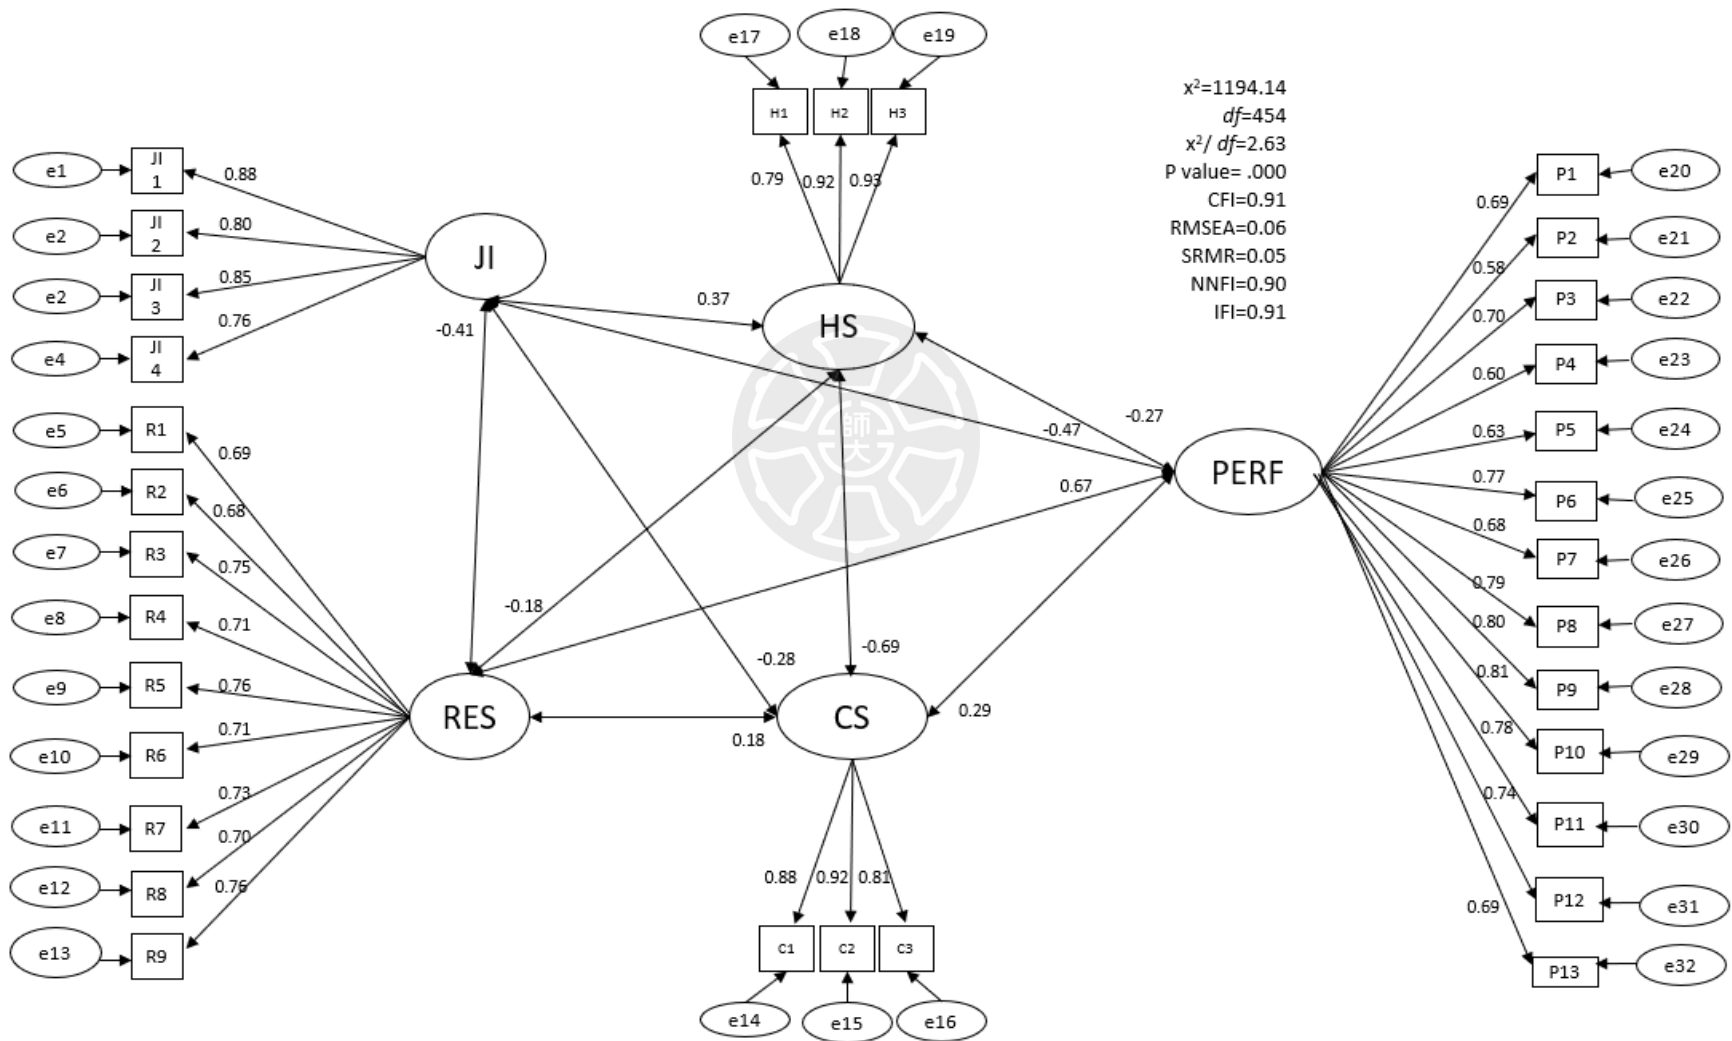 e17
e18
e19
H1
H2
H3
0.79
0.92
0.93
x²=1194.14
df=454
x²/ df=2.63
P value= .000
CFI=0.91
RMSEA=0.06
SRMR=0.05
NNFI=0.90
IFI=0.91
e1
JI
1
0.88
e2
JI
2
0.80
e2
JI
3
0.85
e4
JI
4
0.76
JI
HS
PERF
RES
CS
0.37
-0.41
-0.47
-0.27
0.67
-0.18
-0.28
-0.69
0.18
0.29
師
大
e5
R1
0.69
e6
R2
0.68
e7
R3
0.75
e8
R4
0.71
e9
R5
0.76
e10
R6
0.71
e11
R7
0.73
e12
R8
0.70
e13
R9
0.76
0.88
0.92
0.81
C1
C2
C3
e14
e15
e16
0.69
P1
e20
0.58
P2
e21
0.70
P3
e22
0.60
P4
e23
0.63
P5
e24
0.77
P6
e25
0.68
P7
e26
0.79
P8
e27
0.80
P9
e28
0.81
P10
e29
0.78
P11
e30
0.74
P12
e31
0.69
P13
e32